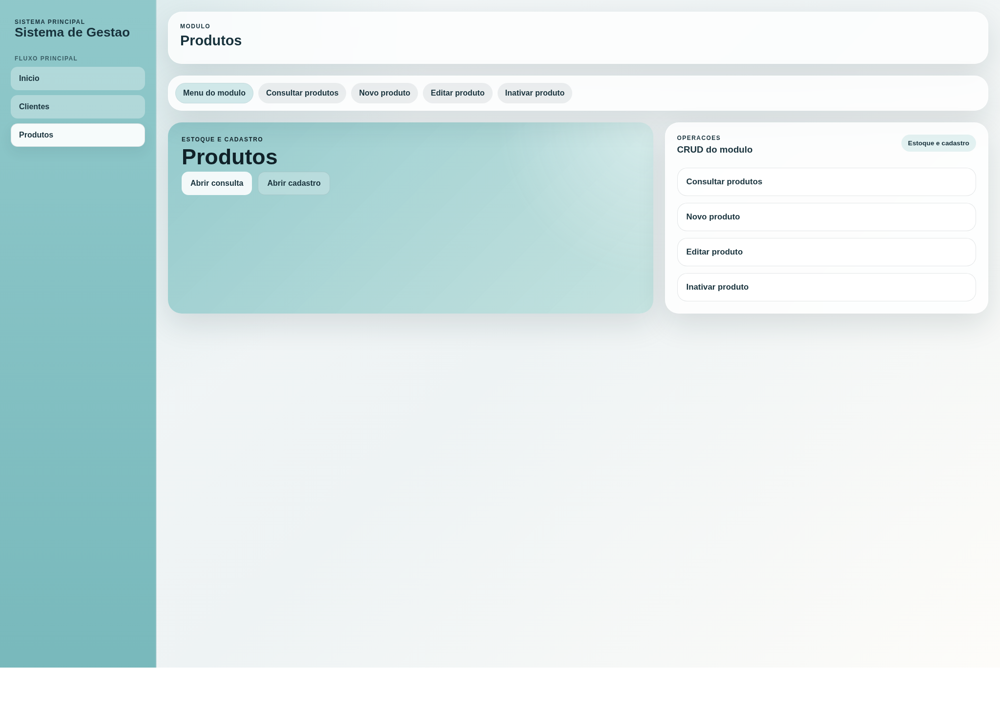 SISTEMA PRINCIPAL
Sistema de Gestao
FLUXO PRINCIPAL
Inicio
Clientes
Produtos
MODULO
Produtos
Menu do modulo
Consultar produtos
Novo produto
Editar produto
Inativar produto
ESTOQUE E CADASTRO
Produtos
Abrir consulta
Abrir cadastro
OPERACOES
CRUD do modulo
Estoque e cadastro
Consultar produtos
Novo produto
Editar produto
Inativar produto